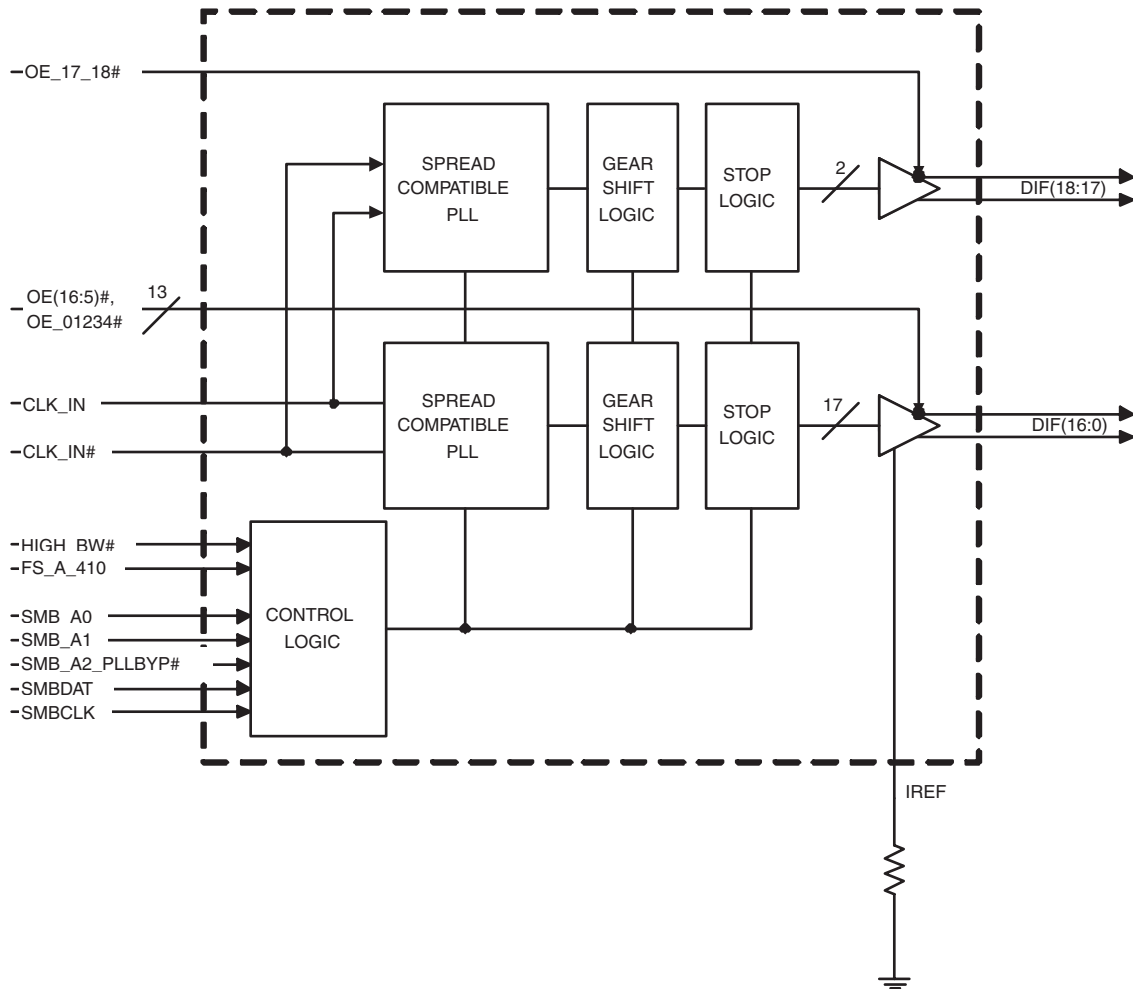 OE_17_18#
SPREAD
COMPATIBLE
PLL
GEAR
SHIFT
LOGIC
STOP
LOGIC
2
DIF(18:17)
OE(16:5)#,
OE_01234#
13
CLK_IN
CLK_IN#
SPREAD
COMPATIBLE
PLL
GEAR
SHIFT
LOGIC
STOP
LOGIC
17
DIF(16:0)
HIGH_BW#
FS_A_410
SMB_A0
SMB_A1
SMB_A2_PLLBYP#
SMBDAT
SMBCLK
CONTROL
LOGIC
IREF